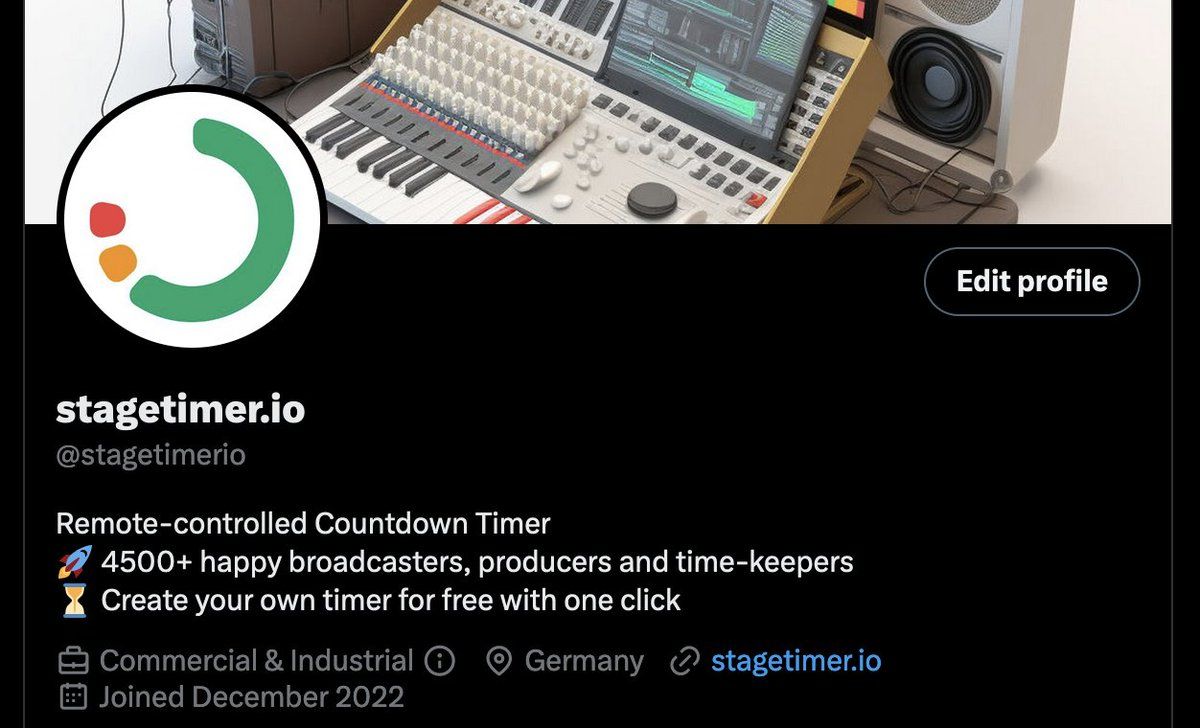 Edit profile
stagetimer.io
@stagetimerio
Remote-controlled Countdown Timer
🚀 4500+ happy broadcasters, producers and time-keepers
⏳ Create your own timer for free with one click
Commercial & Industrial Germany stagetimer.io
Joined December 2022